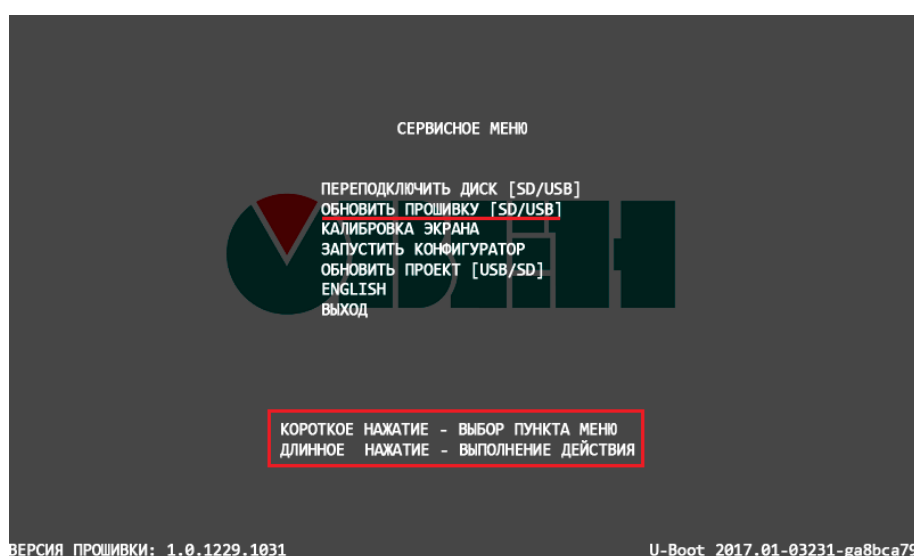 СЕРВИСНОЕ МЕНЮ
ПЕРЕПОДКЛЮЧИТЬ ДИСК [SD/USB]
ОБНОВИТЬ ПРОШИВКУ [SD/USB]
КАЛИБРОВКА ЭКРАНА
ЗАПУСТИТЬ КОНФИГУРАТОР
ОБНОВИТЬ ПРОЕКТ [USB/SD]
ENGLISH
ВЫХОД
КОРОТКОЕ НАЖАТИЕ - ВЫБОР ПУНКТА МЕНЮ
ДЛИННОЕ НАЖАТИЕ - ВЫПОЛНЕНИЕ ДЕЙСТВИЯ
ВЕРСИЯ ПРОШИВКИ: 1.0.1229.1031
U-Boot 2017.01-03231-ga8bca79